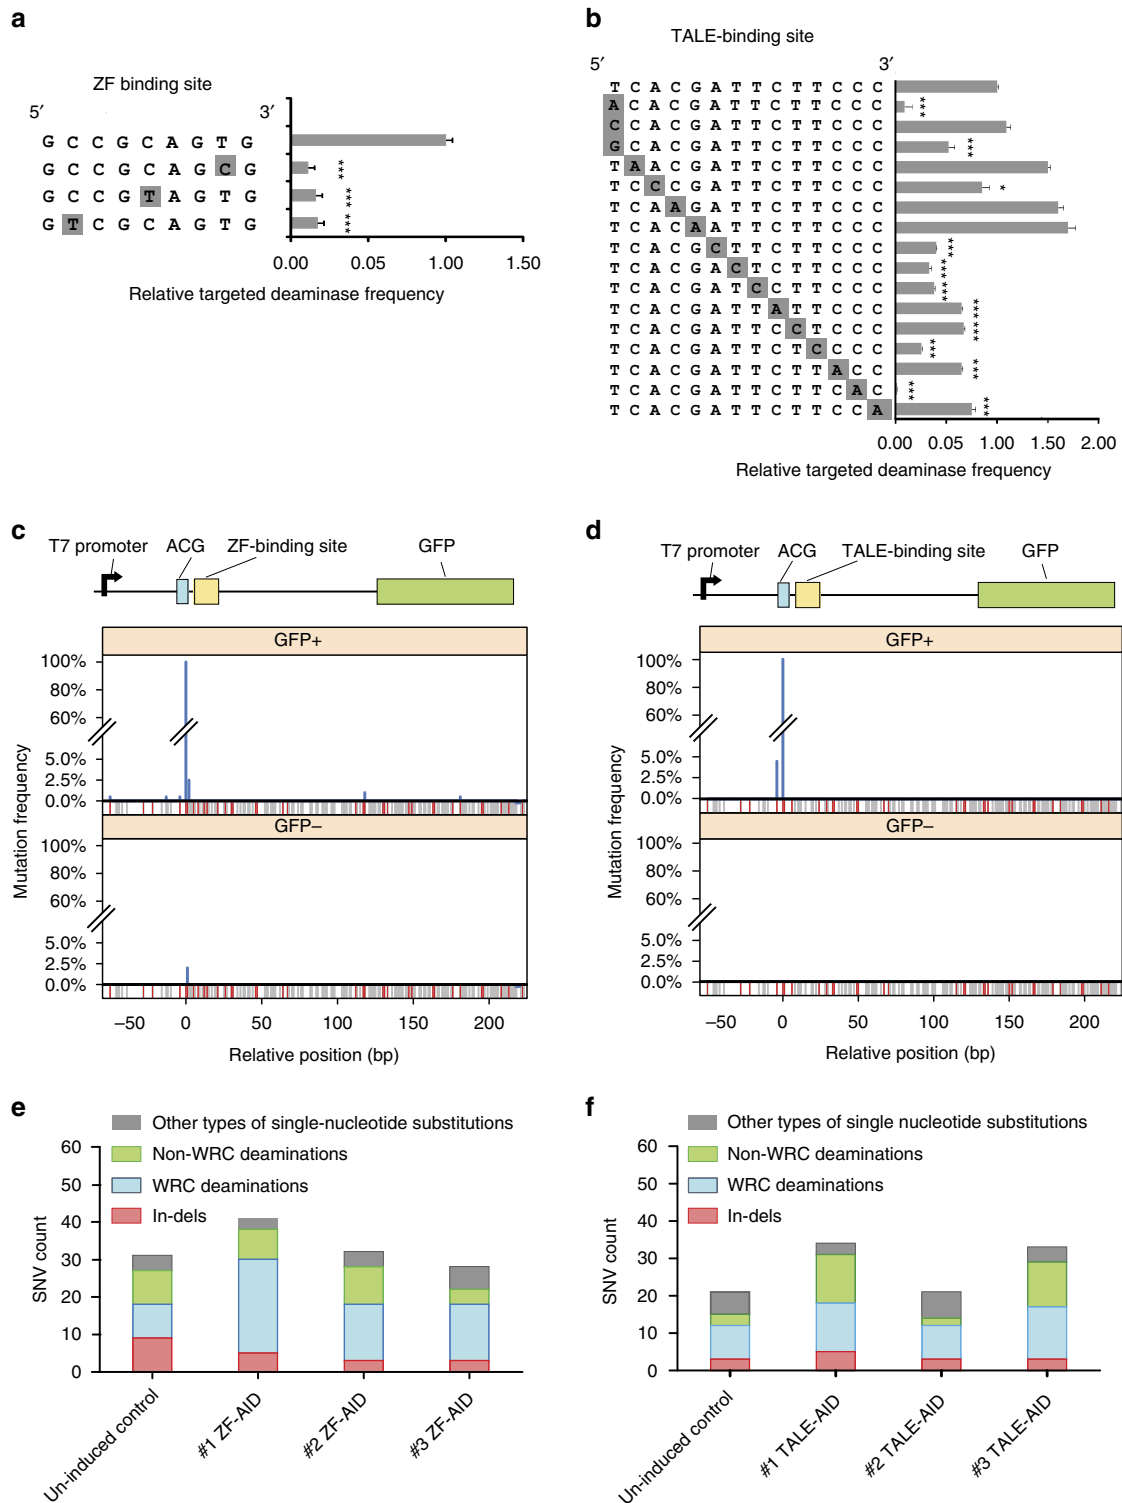 a
ZF binding site
5′ 3′
G C C G C A G T G
G C C G C A G C G ***
G C C G T A G T G ***
G T C G C A G T G ***
0.00 0.05 1.00 1.50
Relative targeted deaminase frequency
b
TALE-binding site
5′ 3′
T C A C G A T T C T T C C C
A C A C G A T T C T T C C C ***
C C A C G A T T C T T C C C
G C A C G A T T C T T C C C ***
T A A C G A T T C T T C C C
T C C C G A T T C T T C C C *
T C A A G A T T C T T C C C
T C A C A A T T C T T C C C
T C A C G C T T C T T C C C ***
T C A C G A C T C T T C C C ***
T C A C G A T C C T T C C C ***
T C A C G A T T A T T C C C ***
T C A C G A T T C C T C C C ***
T C A C G A T T C T C C C C ***
T C A C G A T T C T T A C C ***
T C A C G A T T C T T C A C ***
T C A C G A T T C T T C C A ***
0.00 0.05 1.00 1.50 2.00
Relative targeted deaminase frequency
c
T7 promoter ACG ZF-binding site GFP
GFP+
100%
80%
60%
5.0%
2.5%
0.0%
GFP–
100%
80%
60%
5.0%
2.5%
0.0%
Mutation frequency
–50 0 50 100 150 200
Relative position (bp)
d
T7 promoter ACG TALE-binding site GFP
GFP+
100%
80%
60%
5.0%
2.5%
0.0%
GFP–
100%
80%
60%
5.0%
2.5%
0.0%
Mutation frequency
–50 0 50 100 150 200
Relative position (bp)
e
Other types of single-nucleotide substitutions
Non-WRC deaminations
WRC deaminations
In-dels
60
50
40
30
20
10
0
SNV count
Un-induced control
#1 ZF-AID
#2 ZF-AID
#3 ZF-AID
f
Other types of single nucleotide substitutions
Non-WRC deaminations
WRC deaminations
In-dels
60
50
40
30
20
10
0
SNV count
Un-induced control
#1 TALE-AID
#2 TALE-AID
#3 TALE-AID